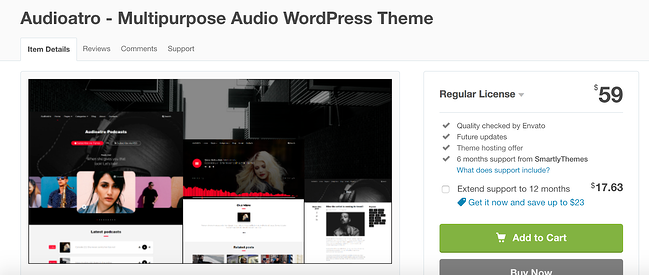 Audioatro - Multipurpose Audio WordPress Theme
Item Details
Reviews
Comments
Support
Audioatro Podcasts
Latest podcasts
Related posts
Regular License
$59
Quality checked by Envato
Future updates
Theme hosting offer
6 months support from SmartlyThemes
What does support include?
Extend support to 12 months
$17.63
Get it now and save up to $23
Add to Cart
Buy Now